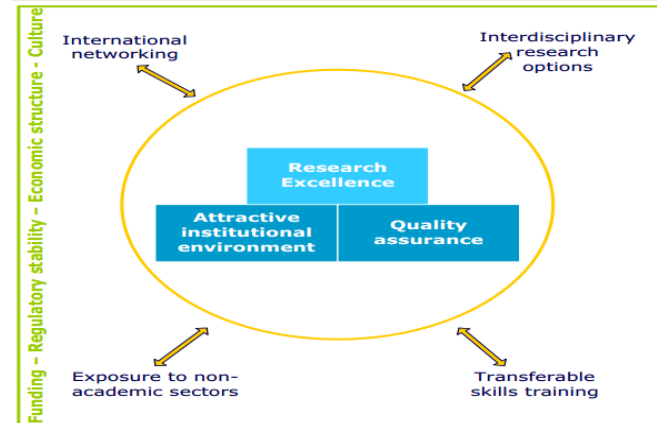 Funding – Regulatory stability – Economic structure - Culture
International
networking
Interdisciplinary
research
options
Research
Excellence
Attractive
institutional
environment
Quality
assurance
Exposure to non-
academic sectors
Transferable
skills training